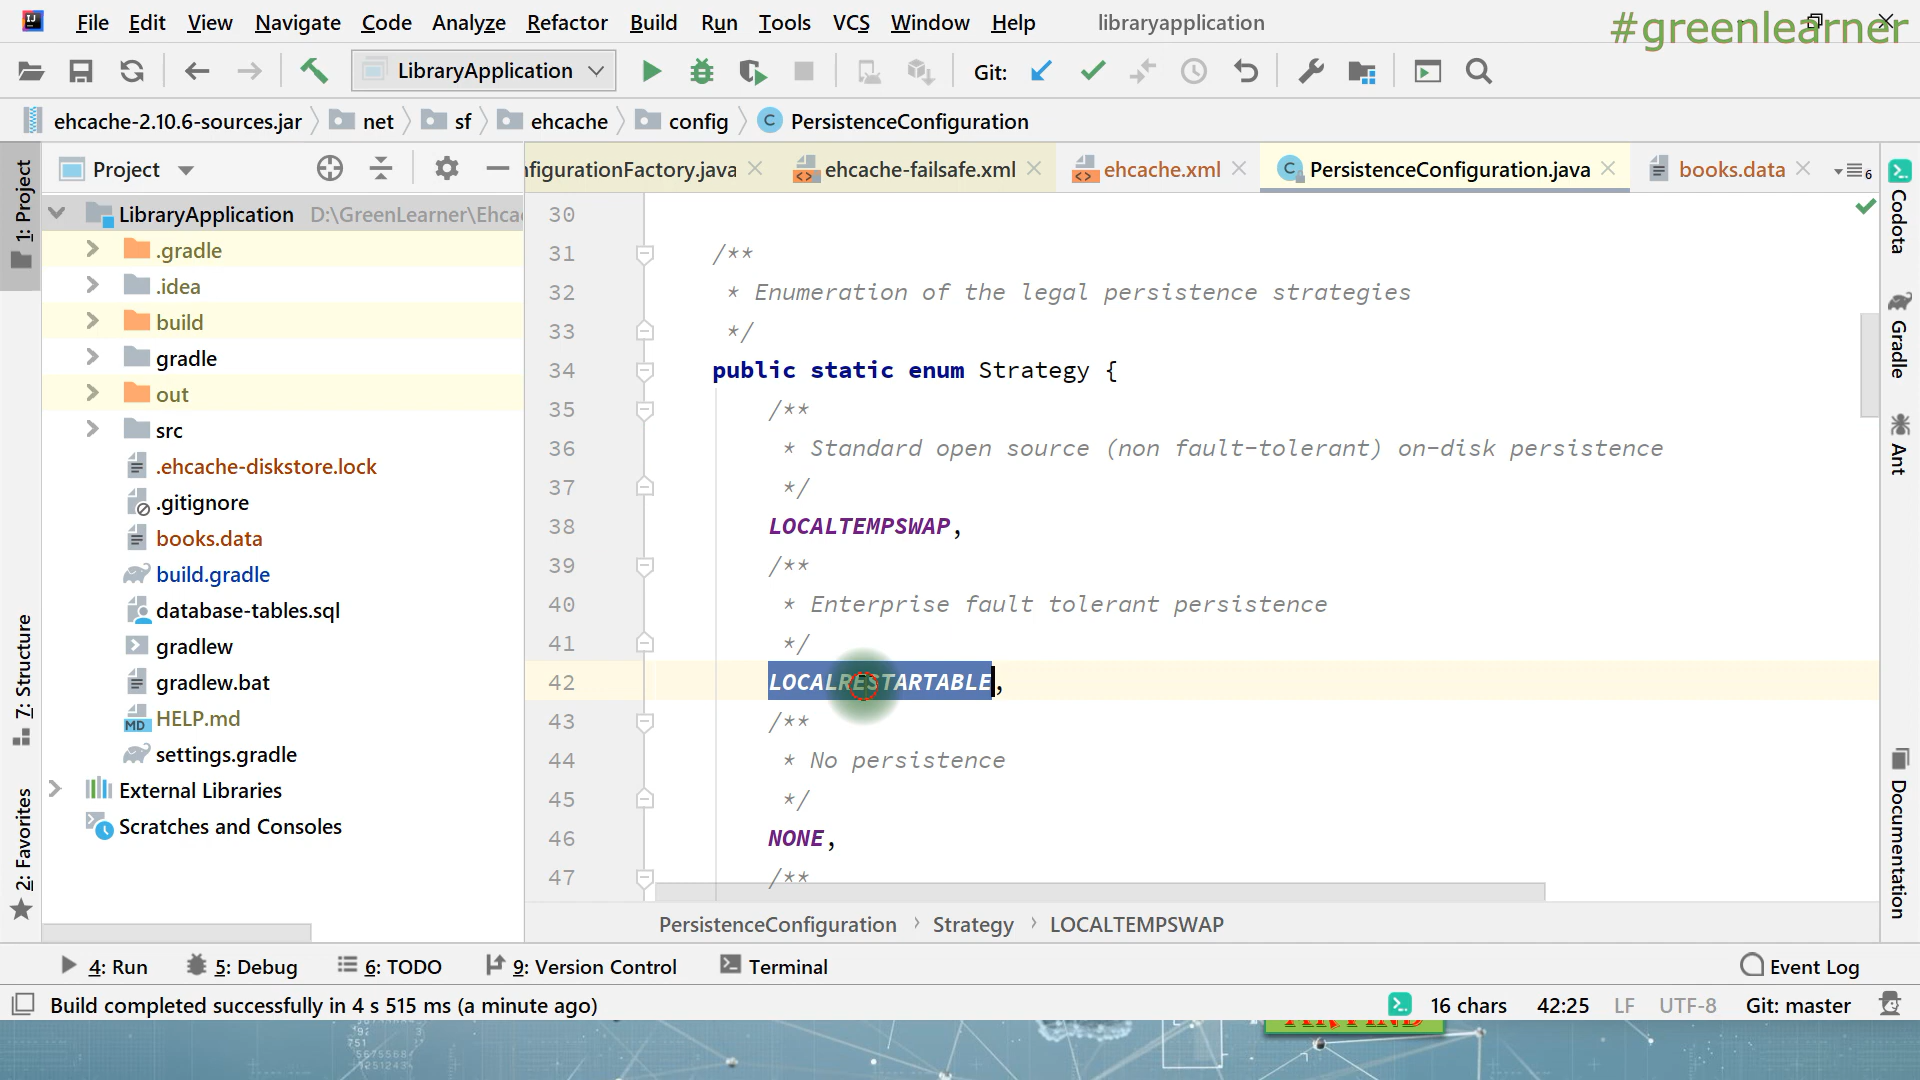 File Edit View Navigate Code Analyze Refactor Build Run Tools VCS Window Help libraryapplication
#greenlearner
LibraryApplication Git:
ehcache-2.10.6-sources.jar net sf ehcache config PersistenceConfiguration
1: Project
7: Structure
2: Favorites
Project
LibraryApplication D:\GreenLearner\Ehca
.gradle
.idea
build
gradle
out
src
.ehcache-diskstore.lock
.gitignore
books.data
build.gradle
database-tables.sql
gradlew
gradlew.bat
HELP.md
settings.gradle
External Libraries
Scratches and Consoles
nfigurationFactory.java ehcache-failsafe.xml ehcache.xml PersistenceConfiguration.java books.data 6
30
31 /**
32 * Enumeration of the legal persistence strategies
33 */
34 public static enum Strategy {
35 /**
36 * Standard open source (non fault-tolerant) on-disk persistence
37 */
38 LOCALTEMPSWAP,
39 /**
40 * Enterprise fault tolerant persistence
41 */
42 LOCALRESTARTABLE,
43 /**
44 * No persistence
45 */
46 NONE,
47 /**
PersistenceConfiguration Strategy LOCALTEMPSWAP
Codota
Gradle
Ant
Documentation
4: Run 5: Debug 6: TODO 9: Version Control Terminal Event Log
Build completed successfully in 4 s 515 ms (a minute ago) 16 chars 42:25 LF UTF-8 Git: master